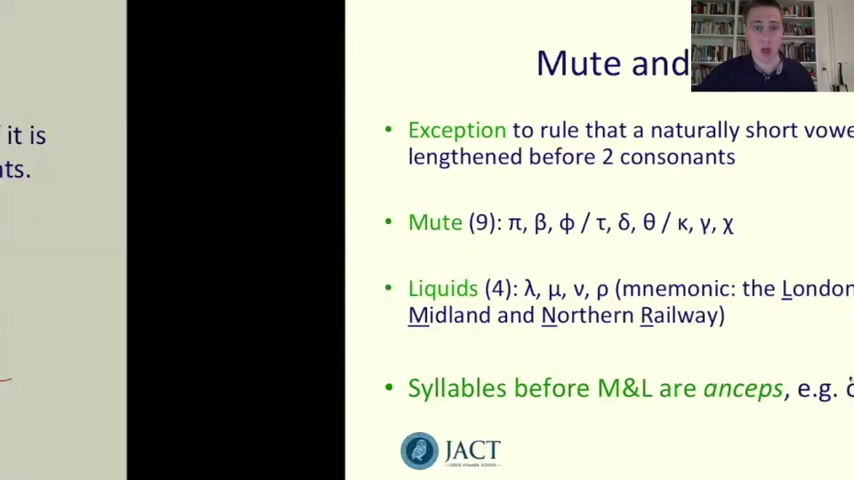 it is
nts.
Mute and
• Exception to rule that a naturally short vowe
lengthened before 2 consonants
• Mute (9): π, β, φ / τ, δ, θ / κ, γ, χ
• Liquids (4): λ, μ, ν, ρ (mnemonic: the London
Midland and Northern Railway)
• Syllables before M&L are anceps, e.g. ὁ
JACT